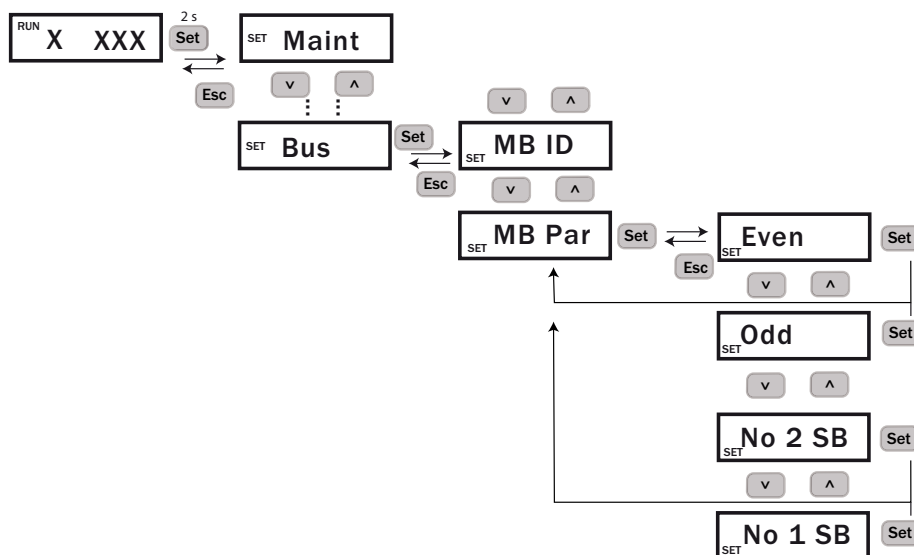 2 s
RUN X XXX Set SET Maint
Esc v ʌ
v ʌ
SET Bus Set SET MB ID
Esc v ʌ
SET MB Par Set SET Even Set
Esc
v ʌ
SET Odd Set
v ʌ
SET No 2 SB Set
v ʌ
SET No 1 SB Set